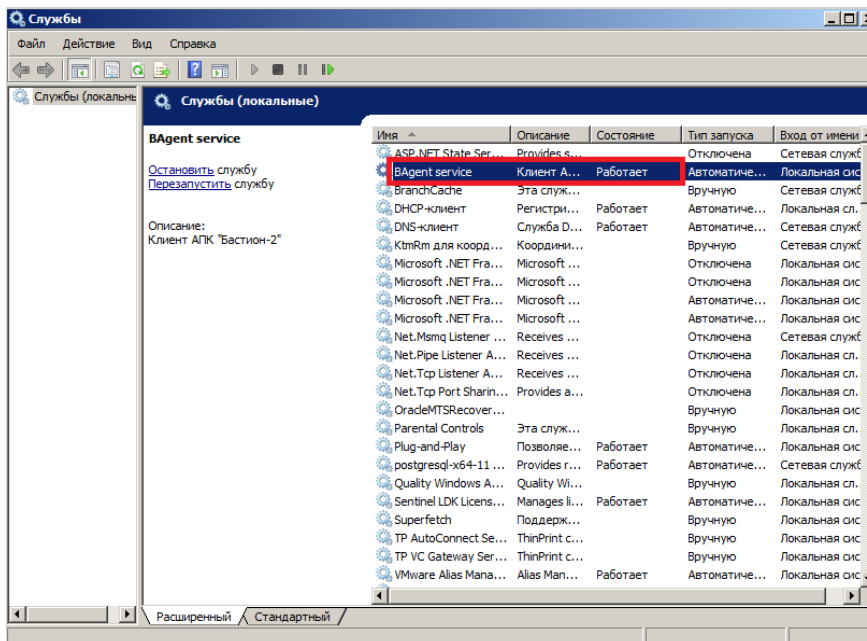 Службы
Файл Действие Вид Справка
Службы (локальнь
Службы (локальные)
BAgent service
Остановить службу
Перезапустить службу
Описание:
Клиент АПК "Бастион-2"
Имя Описание Состояние Тип запуска Вход от имени
ASP.NET State Ser... Provides s... Отключена Сетевая служб
BAgent service Клиент А... Работает Автоматиче... Локальная сис
BranchCache Эта служ... Вручную Сетевая служб
DHCP-клиент Регистри... Работает Автоматиче... Локальная сл.
DNS-клиент Служба D... Работает Автоматиче... Сетевая служб
KtmRm для коорд... Координи... Вручную Сетевая служб
Microsoft .NET Fra... Microsoft ... Отключена Локальная сис
Microsoft .NET Fra... Microsoft ... Отключена Локальная сис
Microsoft .NET Fra... Microsoft ... Автоматиче... Локальная сис
Microsoft .NET Fra... Microsoft ... Автоматиче... Локальная сис
Net.Msmq Listener ... Receives ... Отключена Сетевая служб
Net.Pipe Listener A... Receives ... Отключена Локальная сл.
Net.Tcp Listener A... Receives ... Отключена Локальная сл.
Net.Tcp Port Sharin... Provides a... Отключена Локальная сл.
OracleMTSRecover... Вручную Локальная сис
Parental Controls Эта служ... Вручную Локальная сл.
Plug-and-Play Позволяе... Работает Автоматиче... Локальная сис
postgresql-x64-11 ... Provides r... Работает Автоматиче... Сетевая служб
Quality Windows A... Quality Wi... Вручную Локальная сл.
Sentinel LDK Licens... Manages li... Работает Автоматиче... Локальная сис
Superfetch Поддерж... Вручную Локальная сис
TP AutoConnect Se... ThinPrint c... Вручную Локальная сис
TP VC Gateway Ser... ThinPrint c... Вручную Локальная сис
VMware Alias Mana... Alias Man... Работает Автоматиче... Локальная сис
Расширенный Стандартный